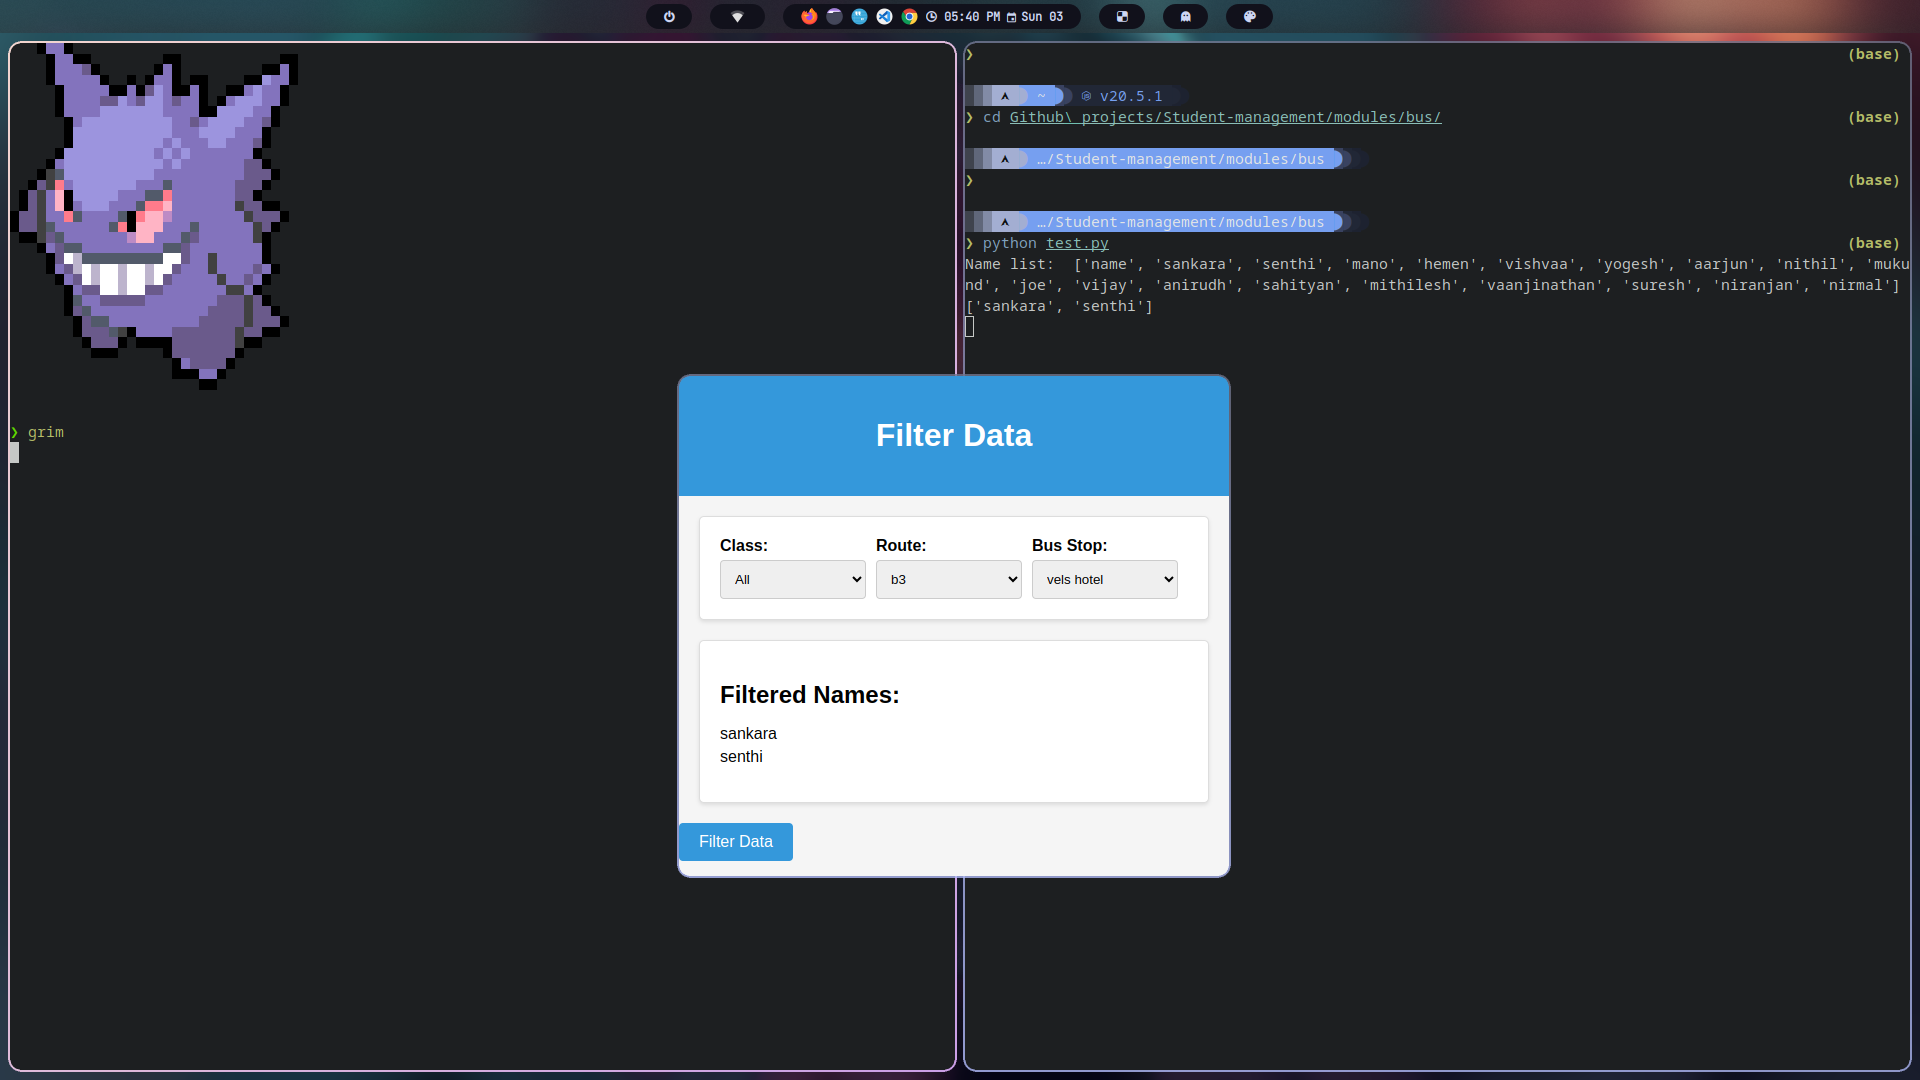 05:40 PM Sun 03
❯ grim
❯ (base)
~ v20.5.1
❯ cd Github\ projects/Student-management/modules/bus/ (base)
…/Student-management/modules/bus
❯ (base)
…/Student-management/modules/bus
❯ python test.py (base)
Name list:  ['name', 'sankara', 'senthi', 'mano', 'hemen', 'vishvaa', 'yogesh', 'aarjun', 'nithil', 'muku
nd', 'joe', 'vijay', 'anirudh', 'sahityan', 'mithilesh', 'vaanjinathan', 'suresh', 'niranjan', 'nirmal']
['sankara', 'senthi']
Filter Data
Class: Route: Bus Stop:
All b3 vels hotel
Filtered Names:
sankara
senthi
Filter Data